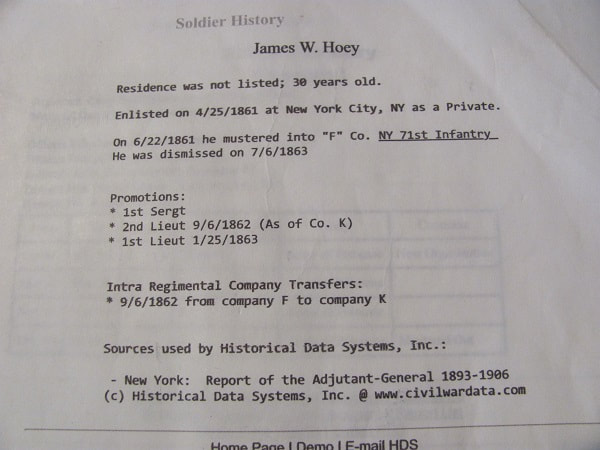 Soldier History
James W. Hoey
Residence was not listed; 30 years old.
Enlisted on 4/25/1861 at New York City, NY as a Private.
On 6/22/1861 he mustered into "F" Co. NY 71st Infantry
He was dismissed on 7/6/1863
Promotions:
* 1st Sergt
* 2nd Lieut 9/6/1862 (As of Co. K)
* 1st Lieut 1/25/1863
Intra Regimental Company Transfers:
* 9/6/1862 from company F to company K
Sources used by Historical Data Systems, Inc.:
- New York: Report of the Adjutant-General 1893-1906
(c) Historical Data Systems, Inc. @ www.civilwardata.com
Home Page | Demo | E-mail HDS